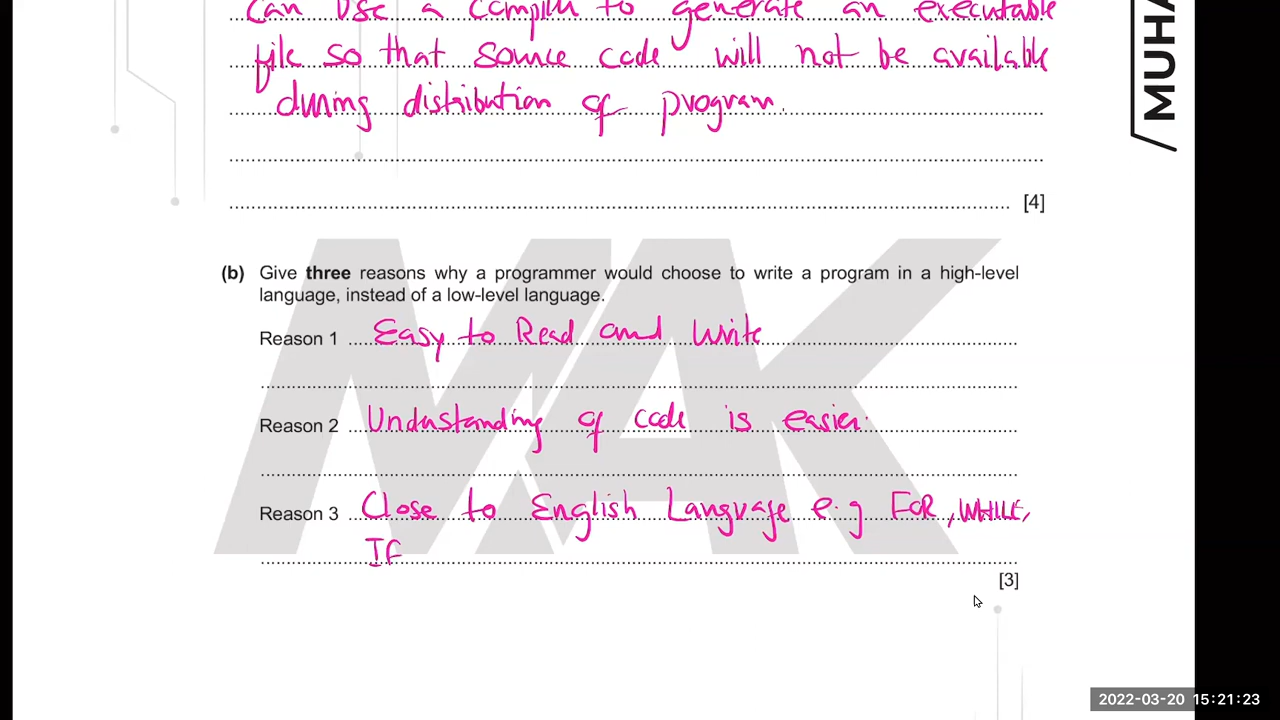 Can use a compiler to generate an executable
file so that source code will not be available
during distribution of program.
[4]
(b) Give three reasons why a programmer would choose to write a program in a high-level
language, instead of a low-level language.
Reason 1 Easy to Read and Write
Reason 2 Understanding of code is easier.
Reason 3 Close to English Language e.g FOR, WHILE,
IF
[3]
MAK
/MUHA
2022-03-20 15:21:23